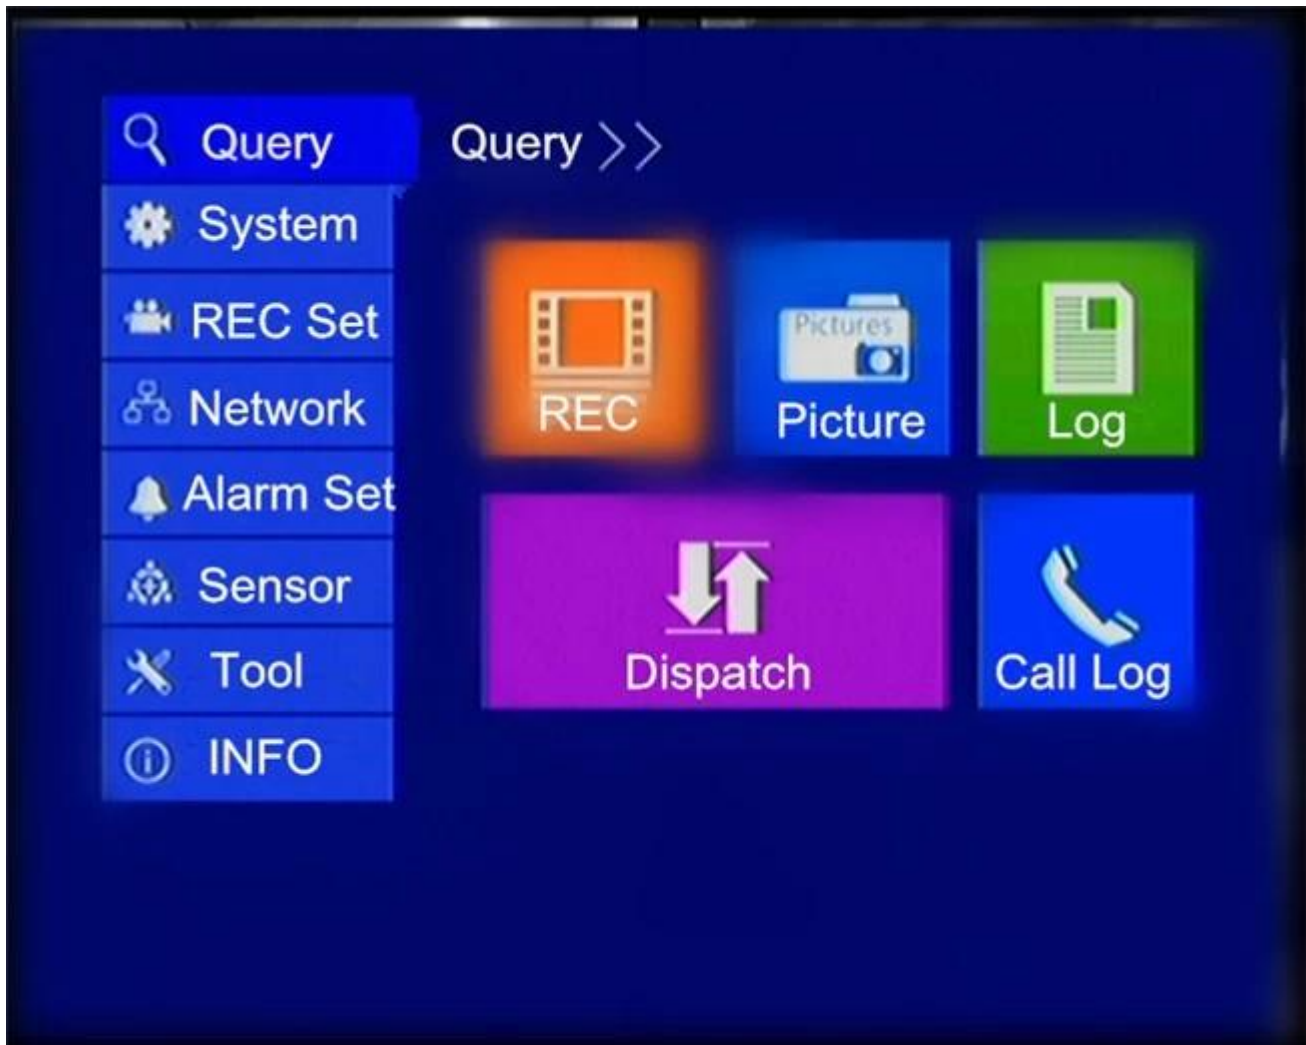 Query
System
REC Set
Network
Alarm Set
Sensor
Tool
INFO
Query >>
REC
Pictures
Picture
Log
Dispatch
Call Log